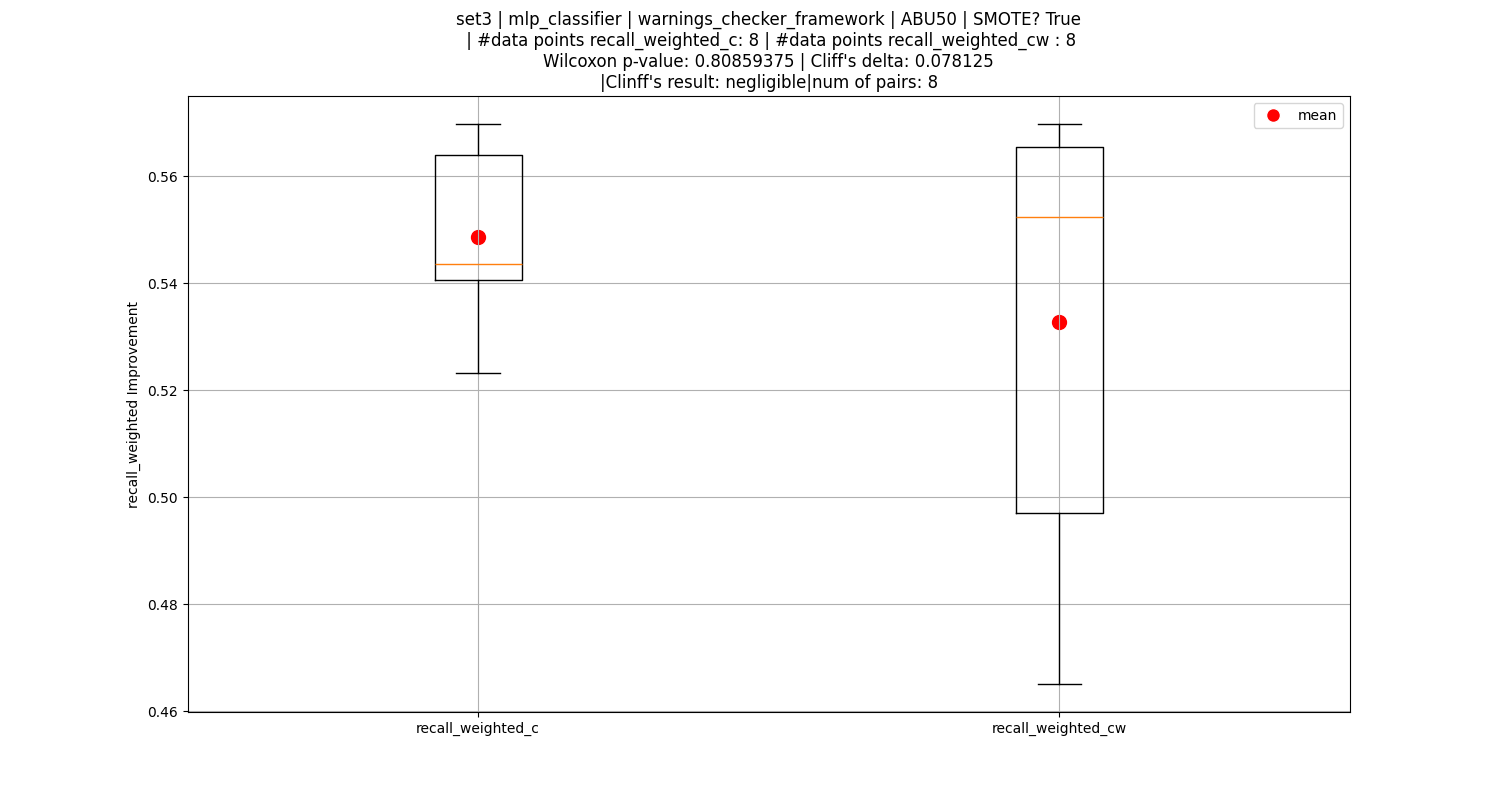 set3 | mlp_classifier | warnings_checker_framework | ABU50 | SMOTE? True
| #data points recall_weighted_c: 8 | #data points recall_weighted_cw : 8
Wilcoxon p-value: 0.80859375 | Cliff's delta: 0.078125
|Clinff's result: negligible|num of pairs: 8
mean
0.56
0.54
0.52
0.50
0.48
0.46
recall_weighted Improvement
recall_weighted_c
recall_weighted_cw